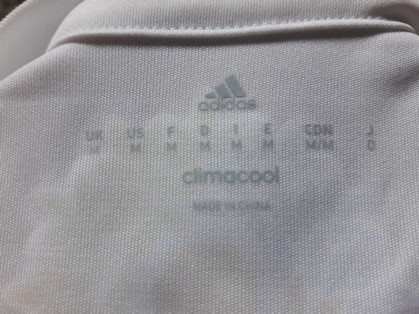 adidas
UK US F D I E CDN J
M M M M M M M/M O
climacool
MADE IN CHINA